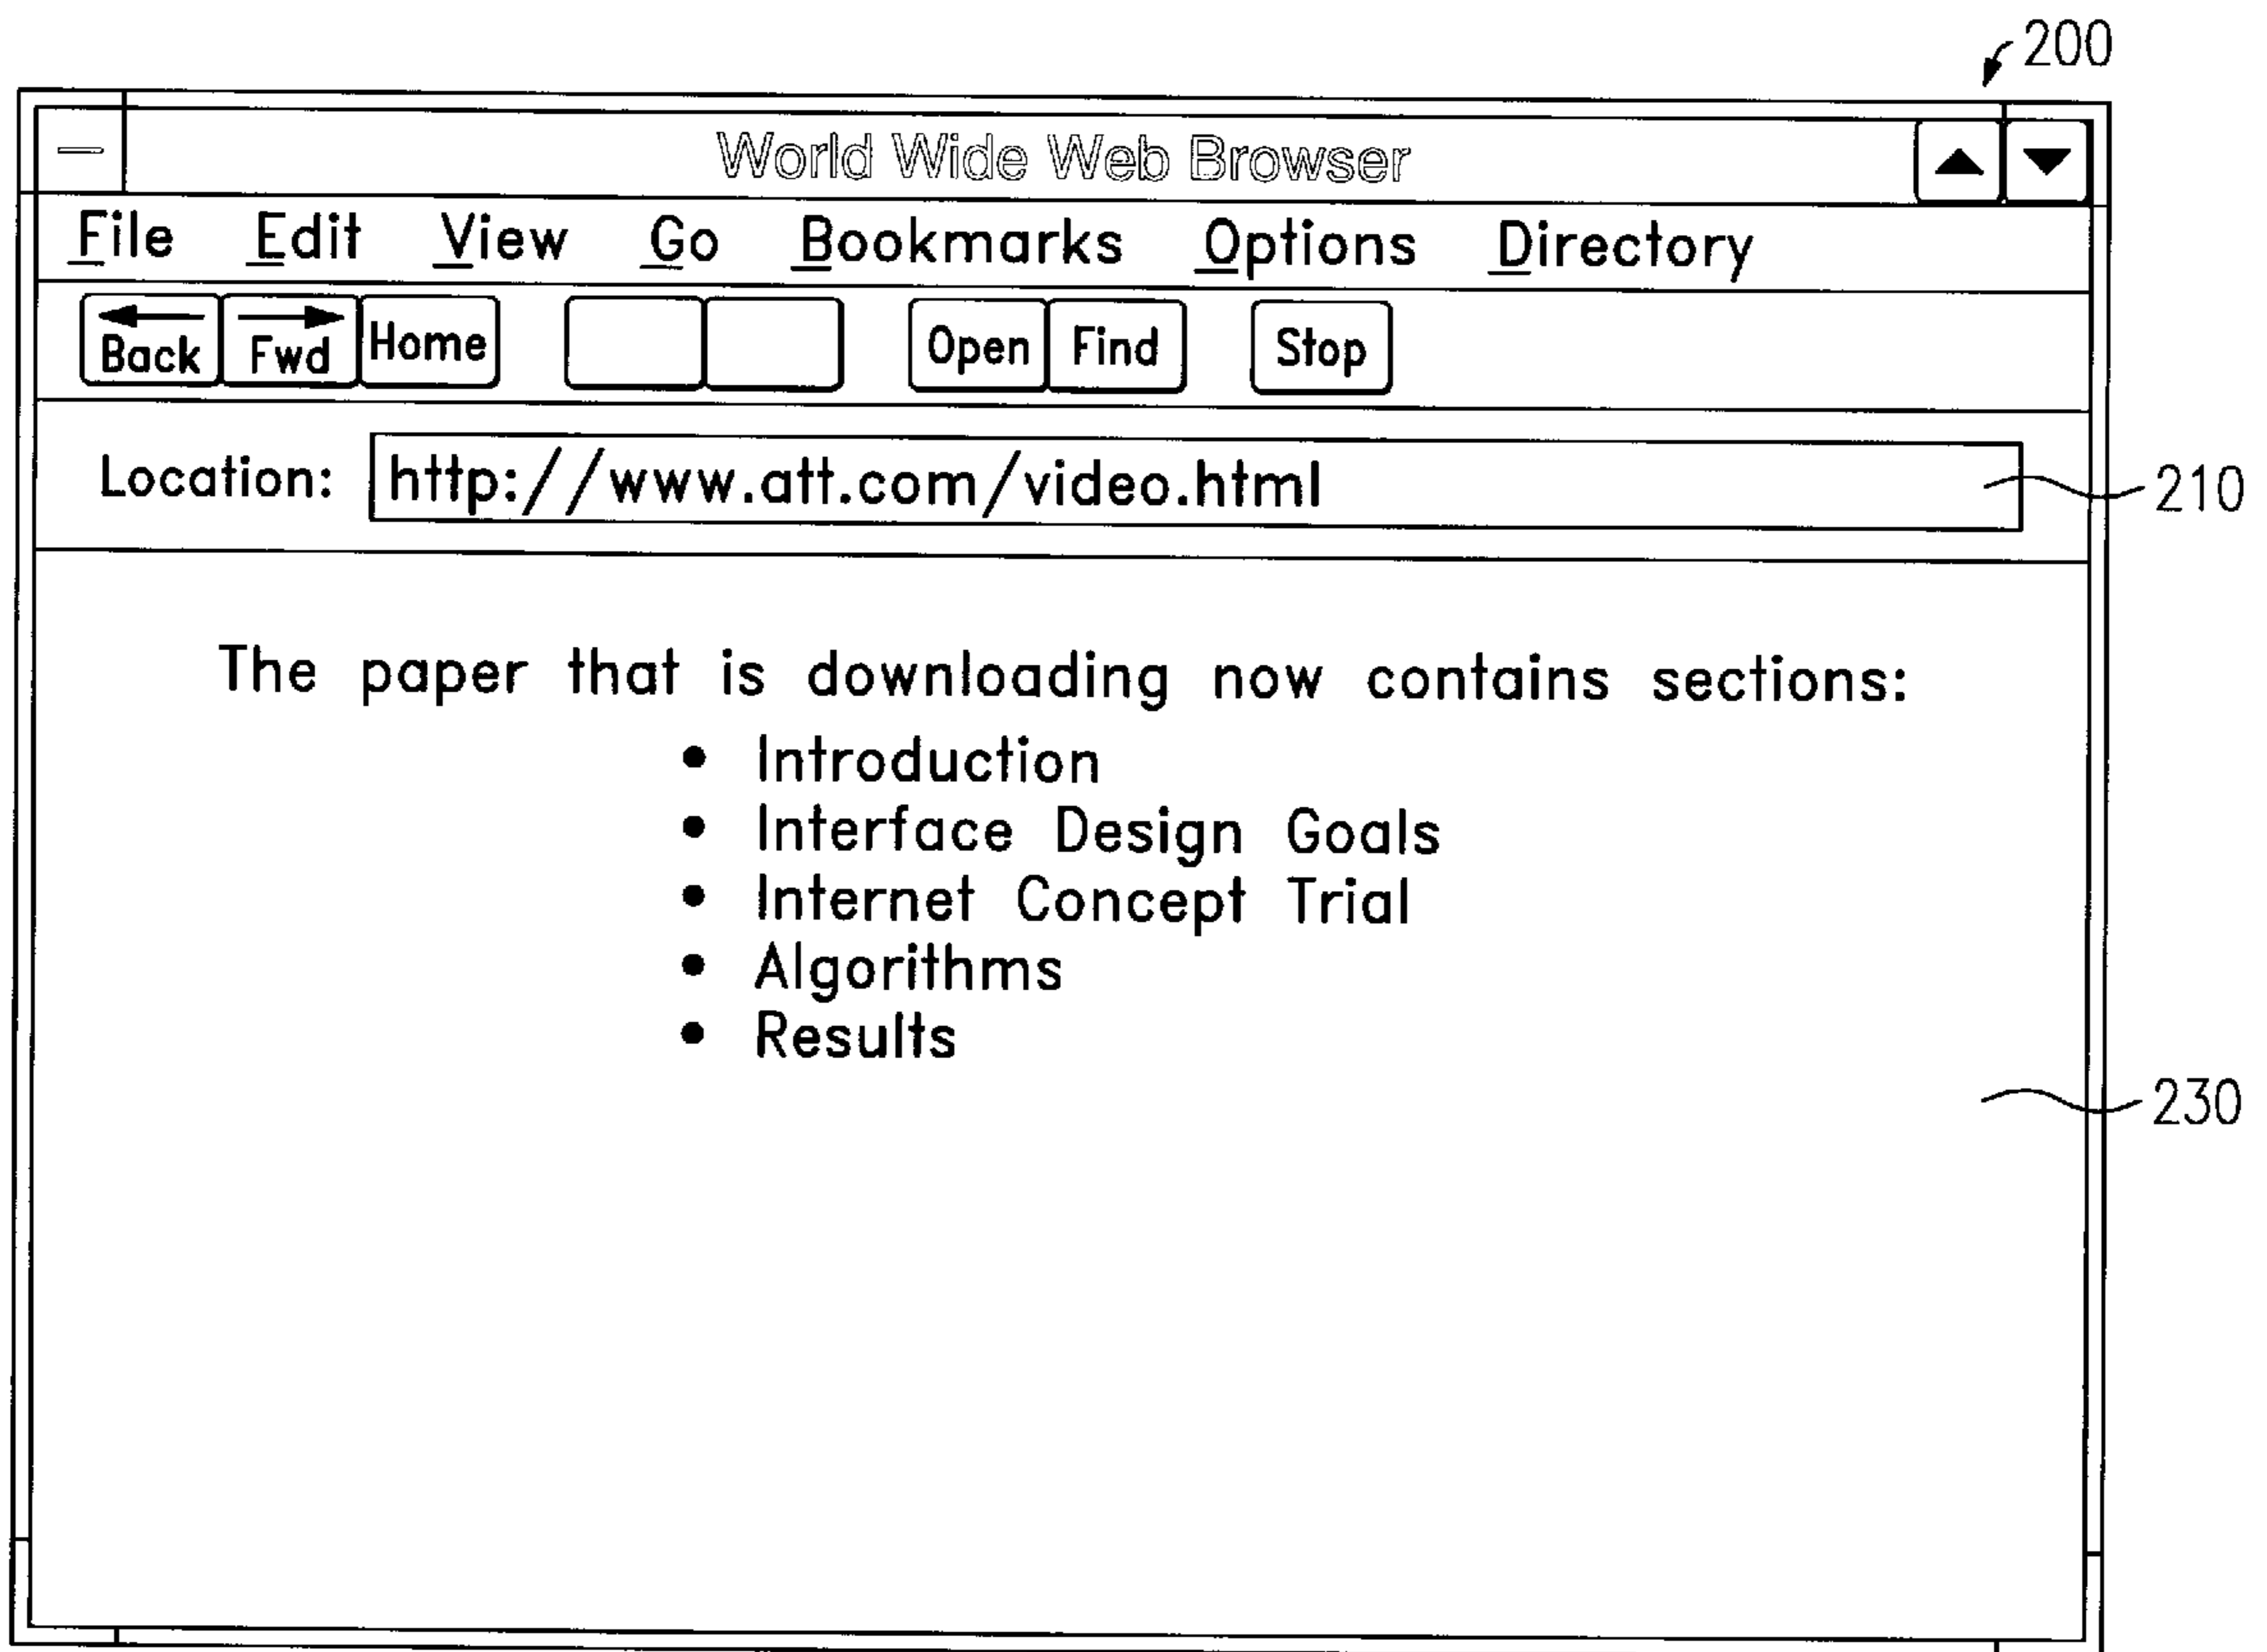 200
World Wide Web Browser
File Edit View Go Bookmarks Options Directory
Back Fwd Home Open Find Stop
Location: http://www.att.com/video.html 210
The paper that is downloading now contains sections:
• Introduction
• Interface Design Goals
• Internet Concept Trial
• Algorithms
• Results
230